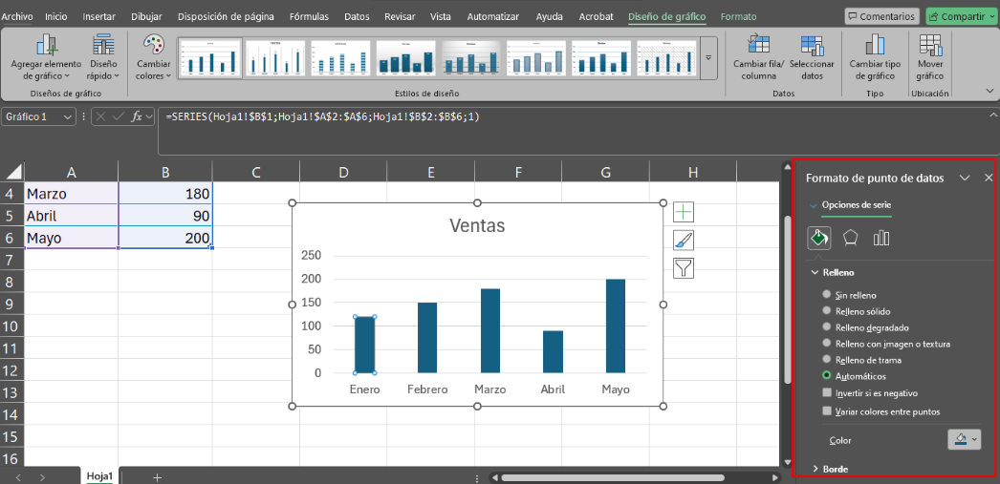 Archivo Inicio Insertar Dibujar Disposición de página Fórmulas Datos Revisar Vista Automatizar Ayuda Acrobat Diseño de gráfico Formato Comentarios Compartir
Agregar elemento de gráfico
Diseño rápido
Cambiar colores
Cambiar fila/ columna
Seleccionar datos
Cambiar tipo de gráfico
Mover gráfico
Diseños de gráfico Estilos de diseño Datos Tipo Ubicación
Gráfico 1 fx =SERIES(Hoja1!$B$1;Hoja1!$A$2:$A$6;Hoja1!$B$2:$B$6;1)
A B C D E F G H
4 Marzo 180
5 Abril 90
6 Mayo 200
7
8
9
10
11
12
13
14
15
16
Ventas
250
200
150
100
50
0
Enero Febrero Marzo Abril Mayo
Formato de punto de datos
Opciones de serie
Relleno
Sin relleno
Relleno sólido
Relleno degradado
Relleno con imagen o textura
Relleno de trama
Automáticos
Invertir si es negativo
Variar colores entre puntos
Color
Borde
Hoja1